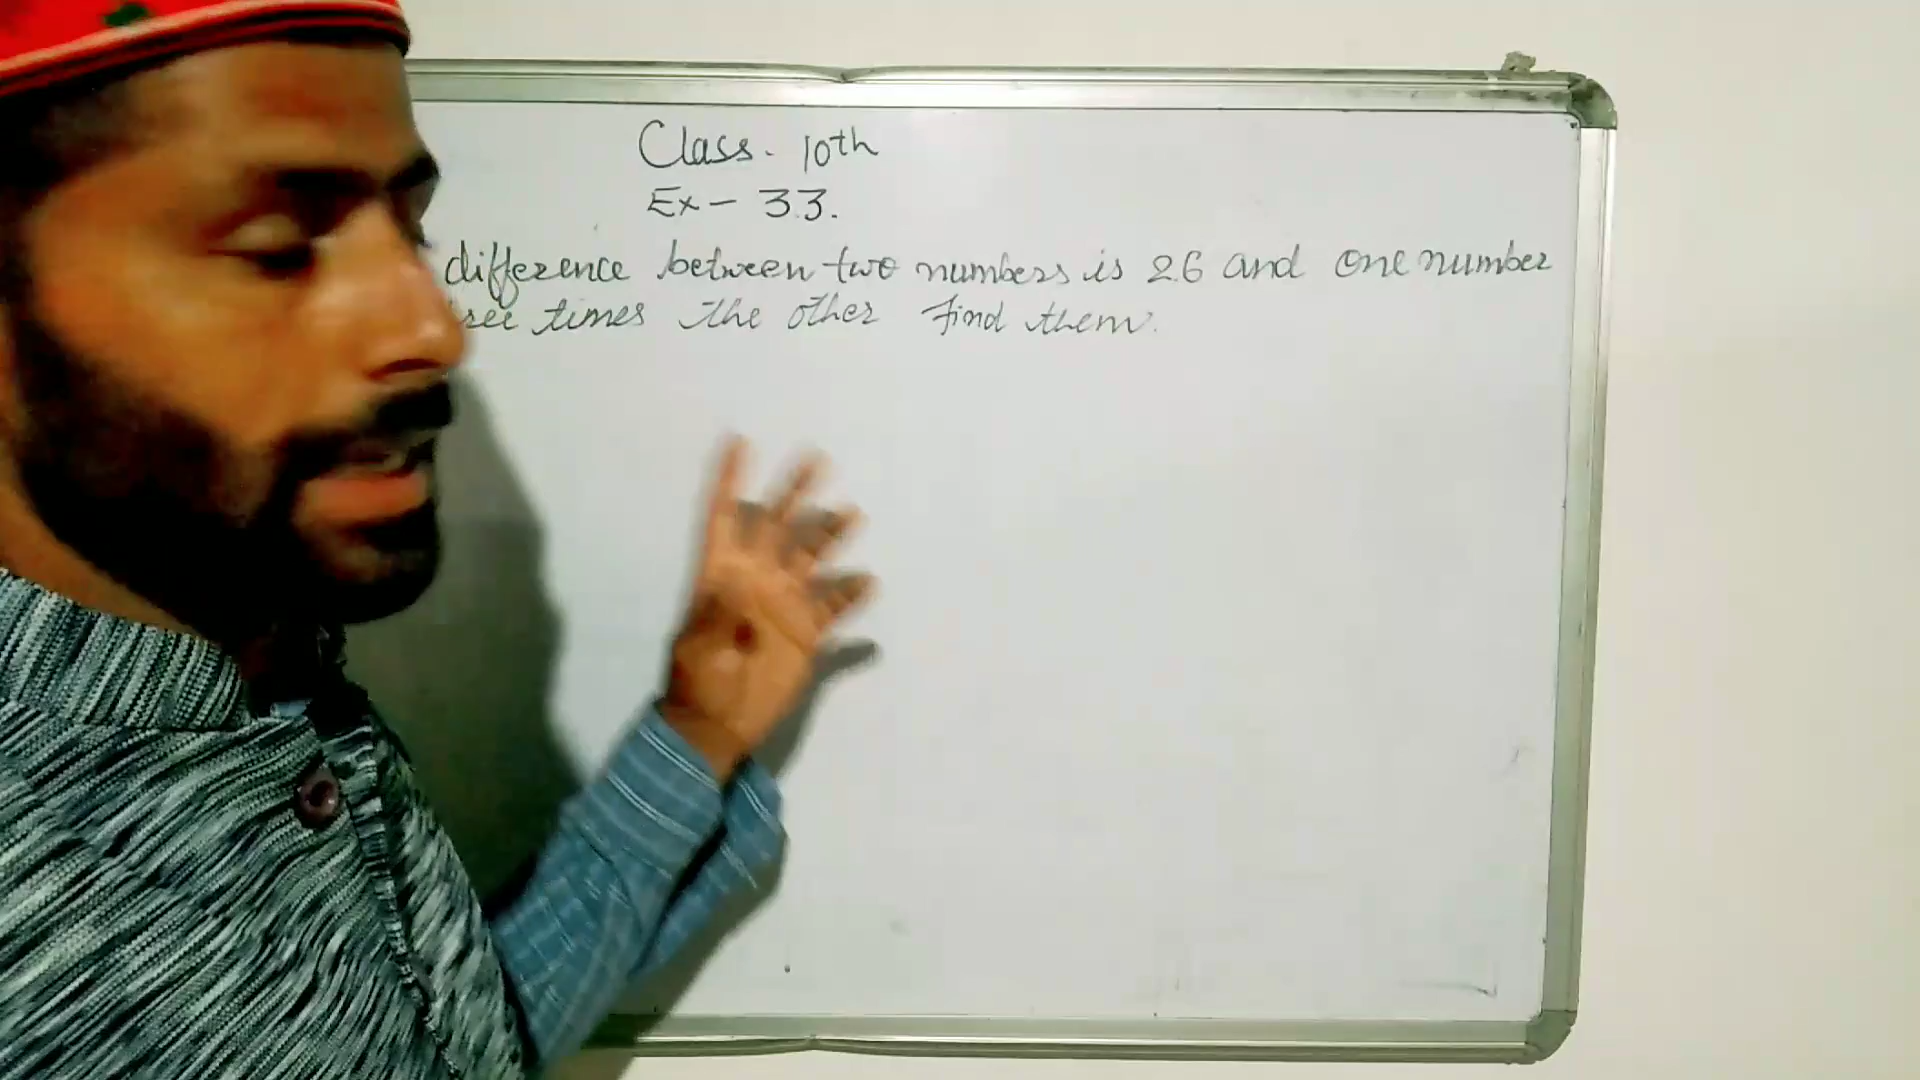 Class. 10th
Ex - 3.3.
difference between two numbers is 26 and one number
times the other find them.